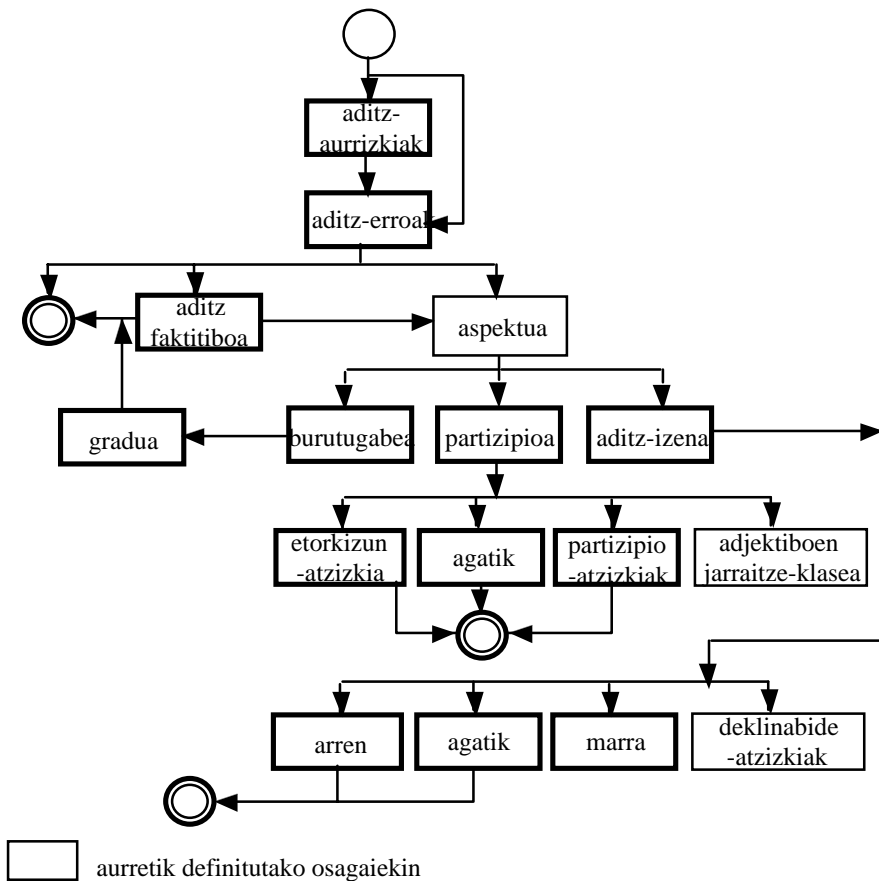 aditz-
aurrizkiak
aditz-erroak
aditz
faktitiboa
aspektua
gradua
burutugabea
partizipioa
aditz-izena
etorkizun
-atzizkia
agatik
partizipio
-atzizkiak
adjektiboen
jarraitze-klasea
arren
agatik
marra
deklinabide
-atzizkiak
aurretik definitutako osagaiekin